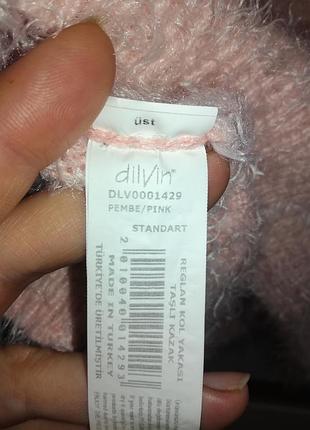 üst
dilvin
DLV0001429
PEMBE/PINK
STANDART
REGLAN KOL YAKASI
TAŞLI KAZAK
2010040014293
MADE IN TURKEY
TÜRKİYE'DE ÜRETİLMİŞTİR